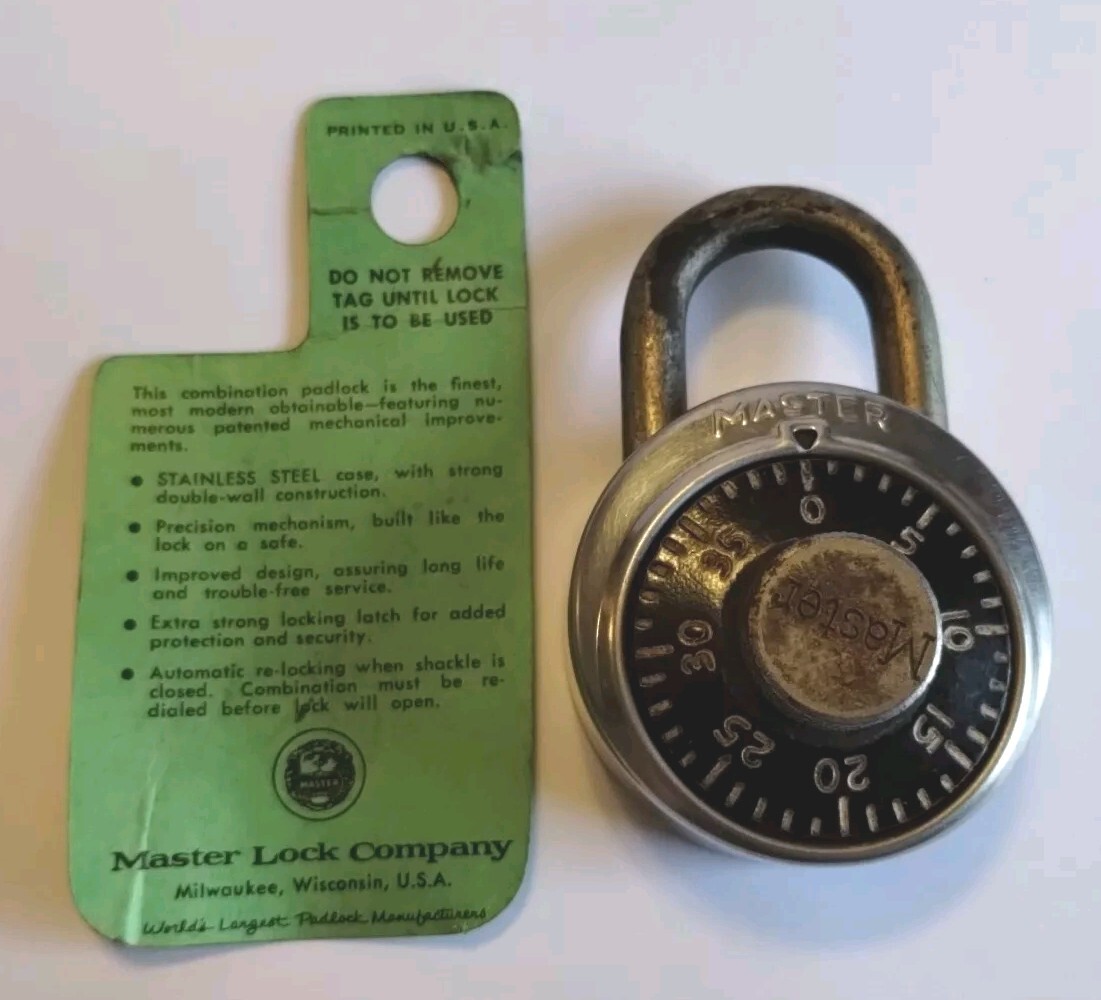 PRINTED IN U.S.A.
DO NOT REMOVE
TAG UNTIL LOCK
IS TO BE USED
This combination padlock is the finest,
most modern obtainable—featuring nu-
merous patented mechanical improve-
ments.
● STAINLESS STEEL case, with strong
double-wall construction.
● Precision mechanism, built like the
lock on a safe.
● Improved design, assuring long life
and trouble-free service.
● Extra strong locking latch for added
protection and security.
● Automatic re-locking when shackle is
closed. Combination must be re-
dialed before lock will open.
MASTER
Master Lock Company
Milwaukee, Wisconsin, U.S.A.
World's Largest Padlock Manufacturers
MASTER
0
5
10
15
20
25
30
35
Master